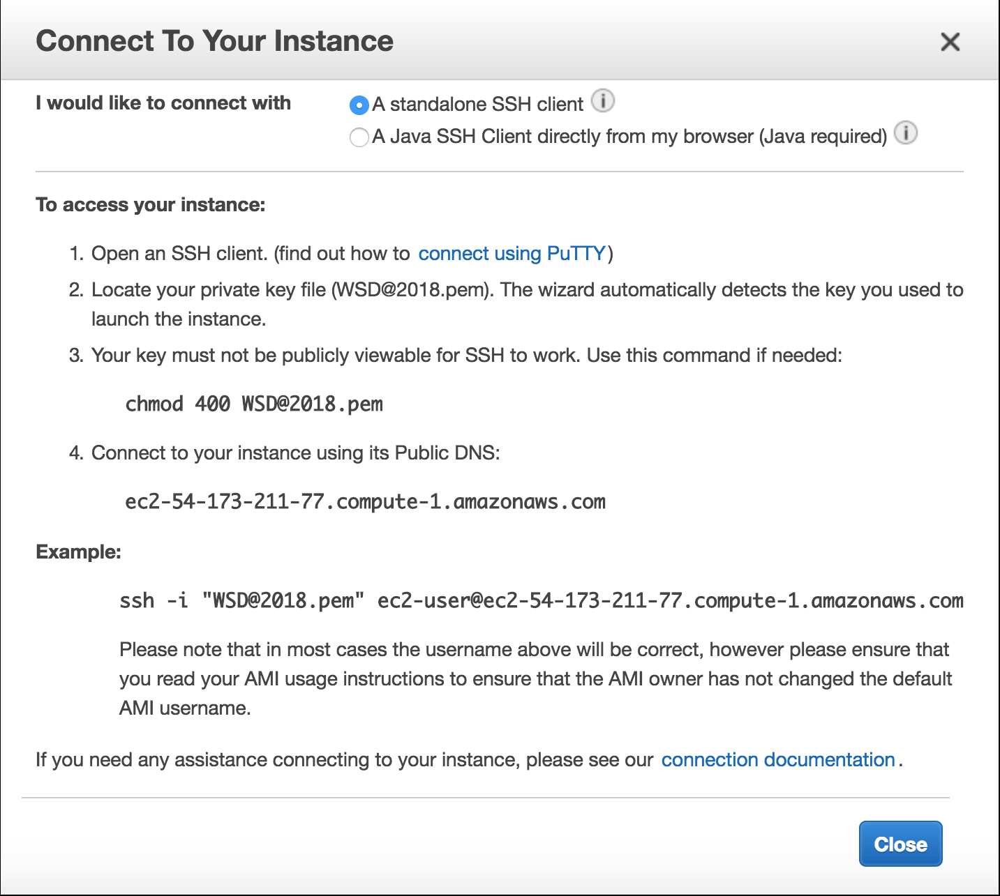 Connect To Your Instance
I would like to connect with
A standalone SSH client
A Java SSH Client directly from my browser (Java required)
To access your instance:
1. Open an SSH client. (find out how to connect using PuTTY)
2. Locate your private key file (WSD@2018.pem). The wizard automatically detects the key you used to
launch the instance.
3. Your key must not be publicly viewable for SSH to work. Use this command if needed:
chmod 400 WSD@2018.pem
4. Connect to your instance using its Public DNS:
ec2-54-173-211-77.compute-1.amazonaws.com
Example:
ssh -i "WSD@2018.pem" ec2-user@ec2-54-173-211-77.compute-1.amazonaws.com
Please note that in most cases the username above will be correct, however please ensure that
you read your AMI usage instructions to ensure that the AMI owner has not changed the default
AMI username.
If you need any assistance connecting to your instance, please see our connection documentation.
Close